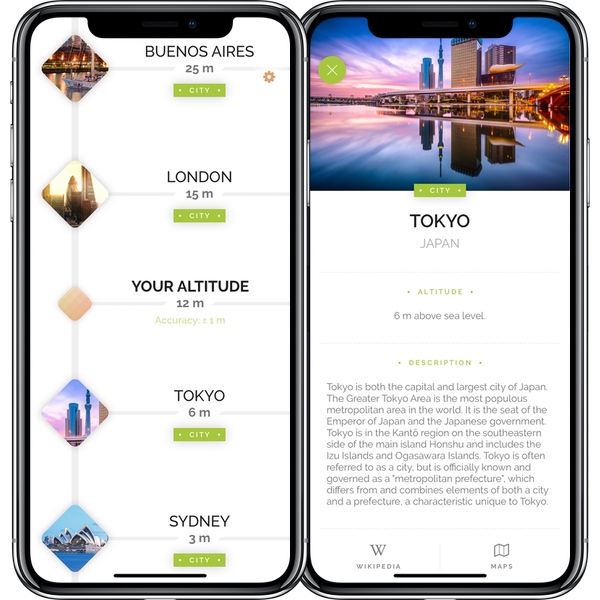 BUENOS AIRES
25 m
• CITY •
LONDON
15 m
• CITY •
YOUR ALTITUDE
12 m
Accuracy: ± 1 m
TOKYO
6 m
• CITY •
SYDNEY
3 m
• CITY •
• CITY •
TOKYO
JAPAN
• ALTITUDE •
6 m above sea level.
• DESCRIPTION •
Tokyo is both the capital and largest city of Japan.
The Greater Tokyo Area is the most populous
metropolitan area in the world. It is the seat of the
Emperor of Japan and the Japanese government.
Tokyo is in the Kantō region on the southeastern
side of the main island Honshu and includes the
Izu Islands and Ogasawara Islands. Tokyo is often
referred to as a city, but is officially known and
governed as a "metropolitan prefecture", which
differs from and combines elements of both a city
and a prefecture, a characteristic unique to Tokyo.
W
WIKIPEDIA
MAPS